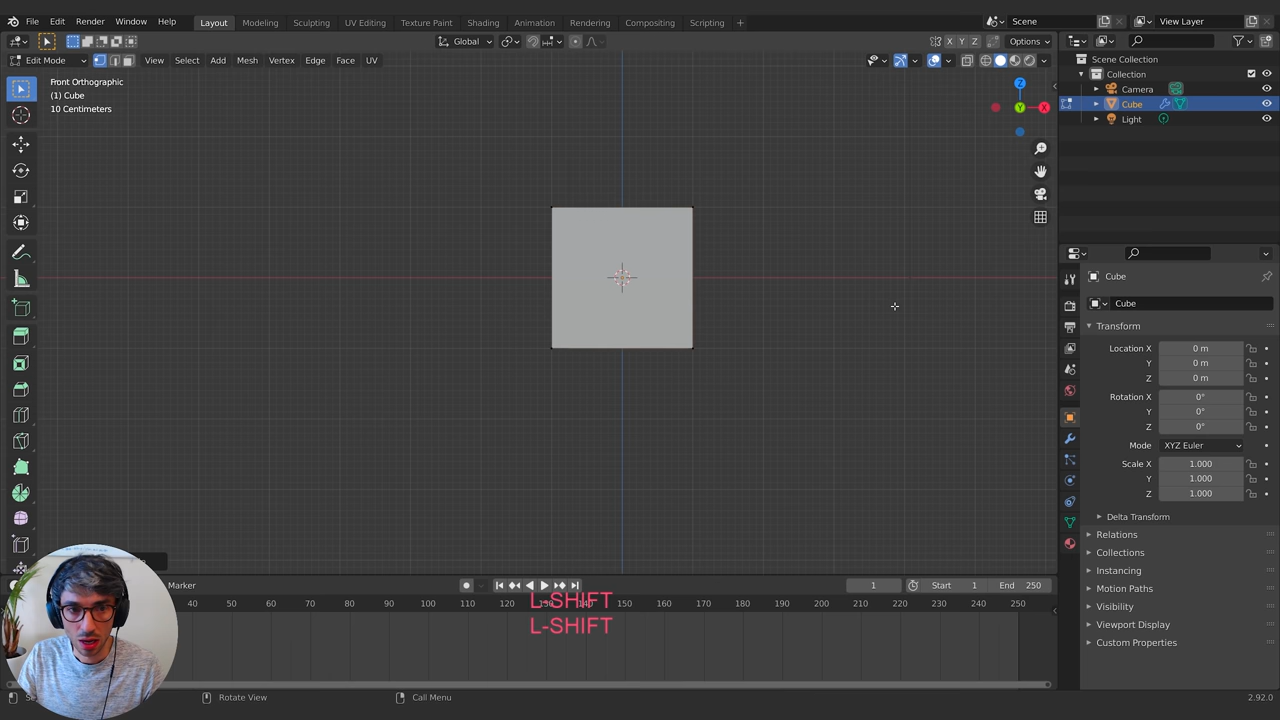 File Edit Render Window Help Layout Modeling Sculpting UV Editing Texture Paint Shading Animation Rendering Compositing Scripting + Scene View Layer
Global X Y Z Options
Edit Mode View Select Add Mesh Vertex Edge Face UV
Front Orthographic
(1) Cube
10 Centimeters
Z
Y
X
Scene Collection
Collection
Camera
Cube
Light
Cube
Cube
Transform
Location X 0 m
Y 0 m
Z 0 m
Rotation X 0°
Y 0°
Z 0°
Mode XYZ Euler
Scale X 1.000
Y 1.000
Z 1.000
Delta Transform
Relations
Collections
Instancing
Motion Paths
Visibility
Viewport Display
Custom Properties
Marker 1 Start 1 End 250
40 50 60 70 80 90 100 110 120 130 140 150 160 170 180 190 200 210 220 230 240 250
L-SHIFT
L-SHIFT
Rotate View Call Menu 2.92.0